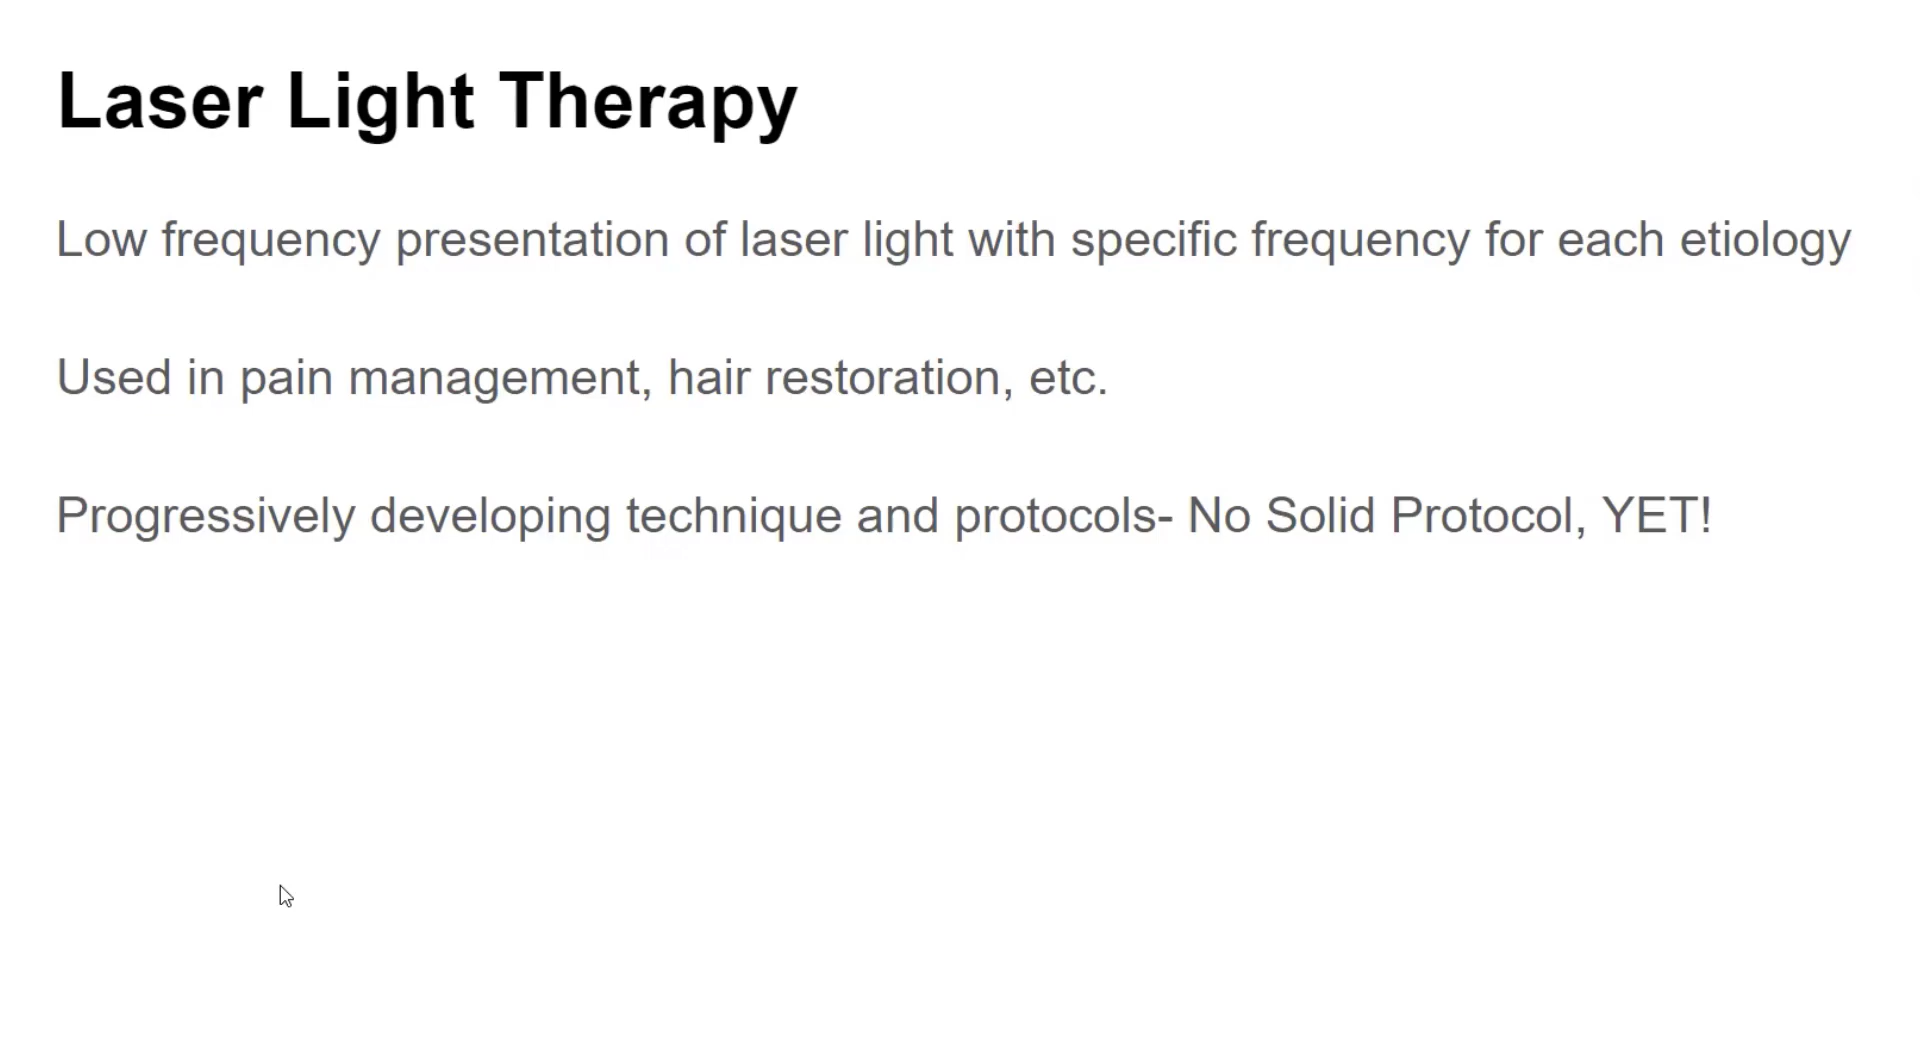 Laser Light Therapy
Low frequency presentation of laser light with specific frequency for each etiology
Used in pain management, hair restoration, etc.
Progressively developing technique and protocols- No Solid Protocol, YET!